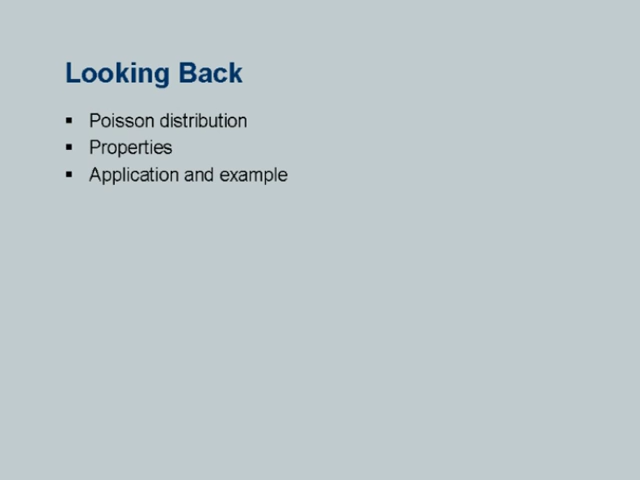 Looking Back
▪ Poisson distribution
▪ Properties
▪ Application and example